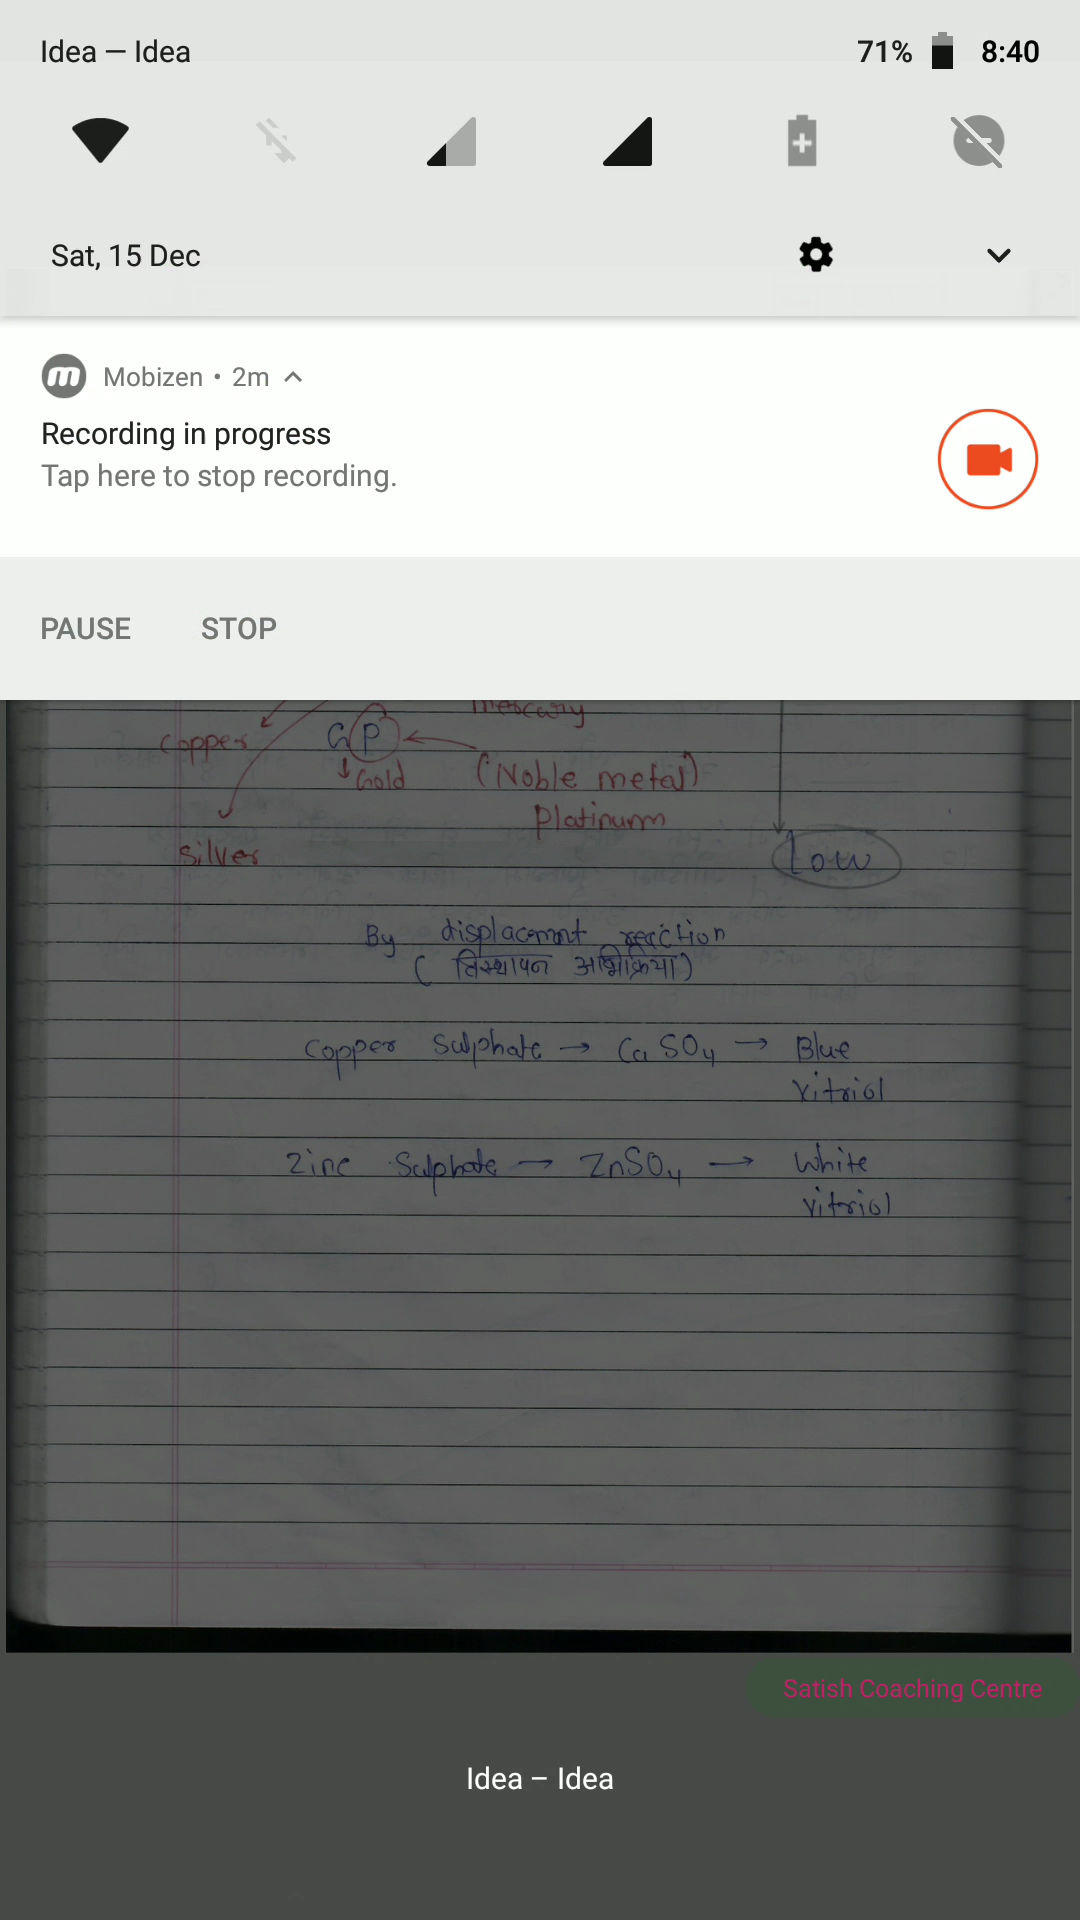 Idea — Idea
71% 8:40
Sat, 15 Dec
Mobizen • 2m
Recording in progress
Tap here to stop recording.
PAUSE STOP
mercury
Copper GP
Gold (Noble metal)
Platinum
Silver Low
By displacment reaction
(विस्थापन अभिक्रिया)
Copper Sulphate → CuSO4 → Blue
vitriol
Zinc Sulphate → ZnSO4 → White
vitriol
Satish Coaching Centre
Idea – Idea